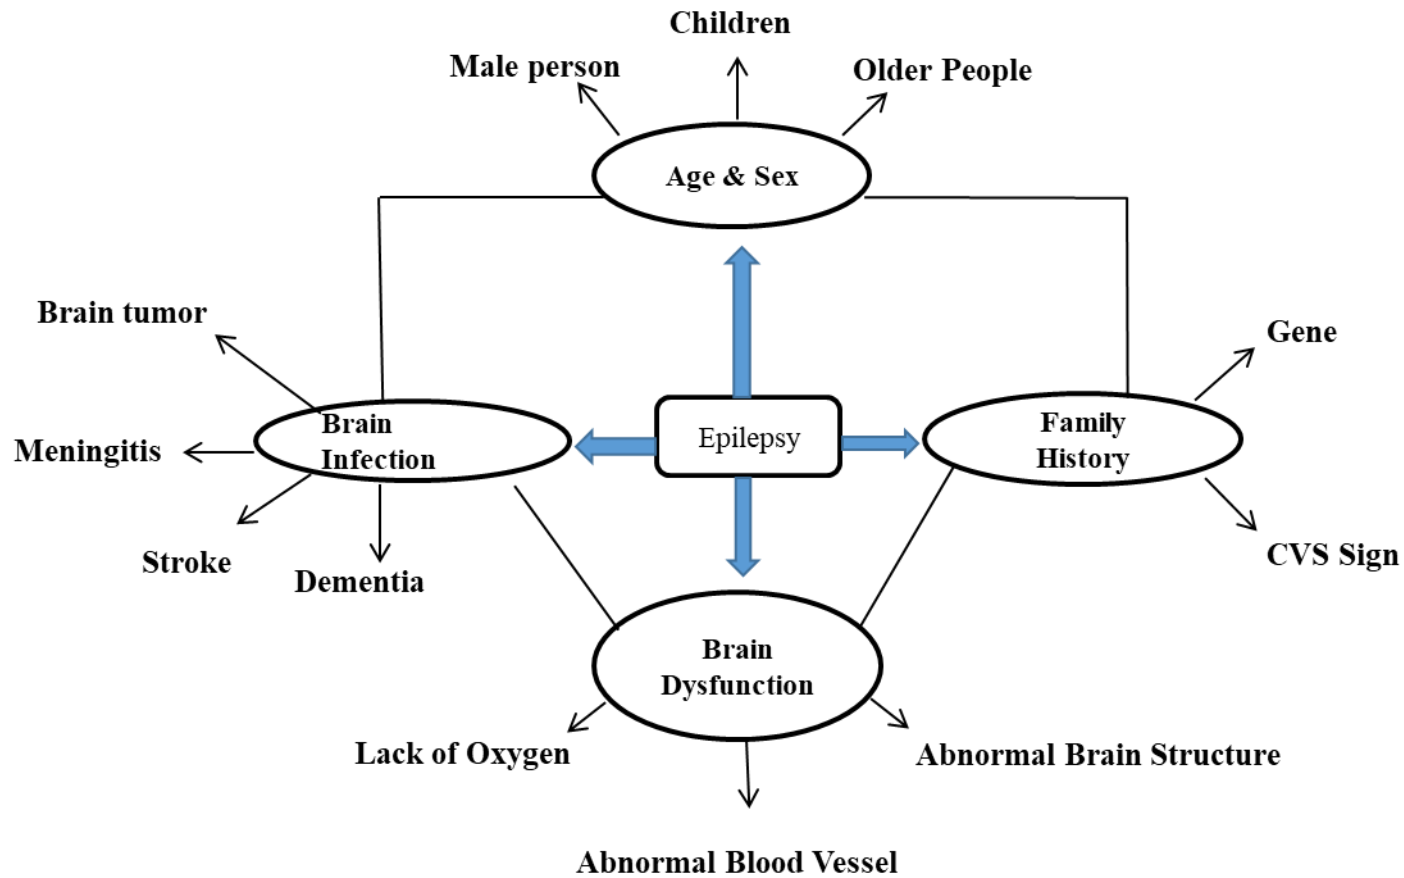 Children
Male person
Older People
Age & Sex
Brain tumor
Gene
Brain
Infection
Epilepsy
Family
History
Meningitis
Stroke
Dementia
CVS Sign
Brain
Dysfunction
Lack of Oxygen
Abnormal Brain Structure
Abnormal Blood Vessel